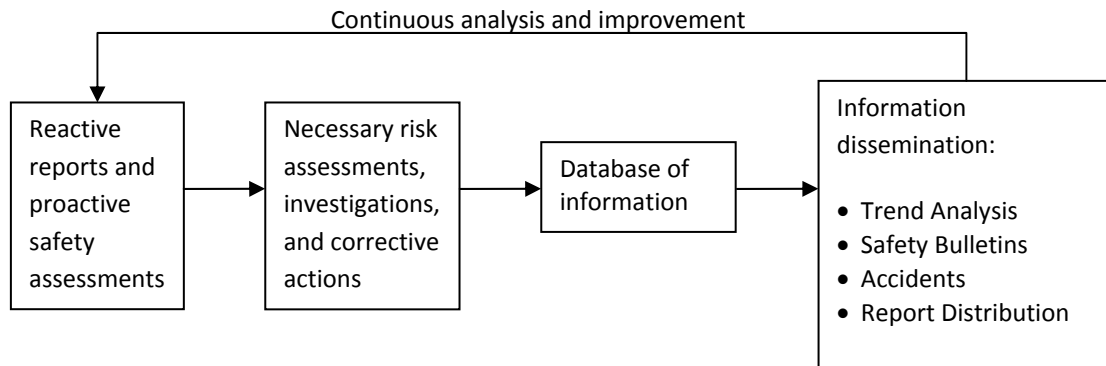 Continuous analysis and improvement
Reactive
reports and
proactive
safety
assessments
Necessary risk
assessments,
investigations,
and corrective
actions
Database of
information
Information
dissemination:
• Trend Analysis
• Safety Bulletins
• Accidents
• Report Distribution